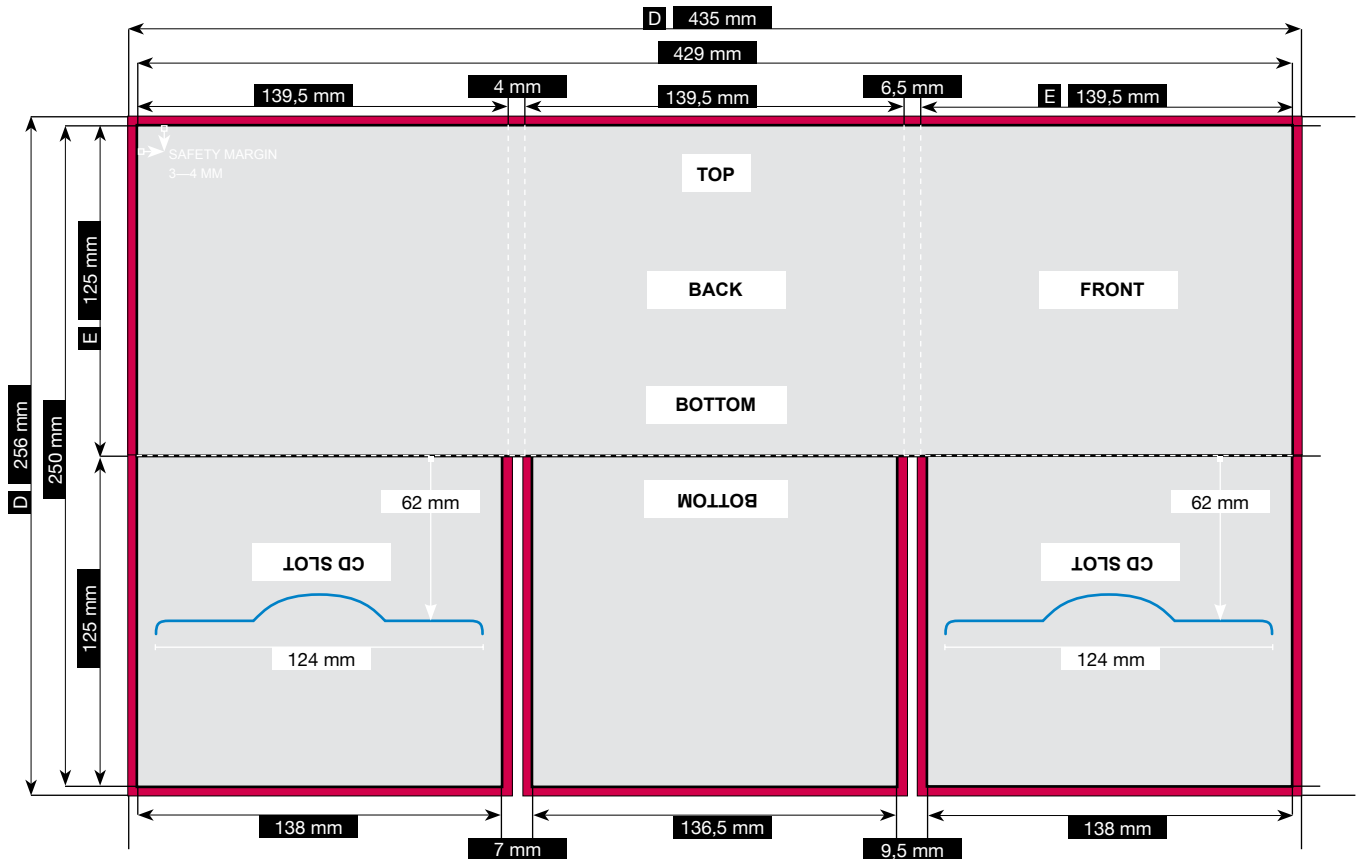 D 435 mm
429 mm
139,5 mm
4 mm
139,5 mm
6,5 mm
E 139,5 mm
SAFETY MARGIN
3—4 MM
TOP
BACK
FRONT
BOTTOM
D 256 mm
250 mm
E 125 mm
125 mm
62 mm
BOTTOM
62 mm
CD SLOT
CD SLOT
124 mm
124 mm
138 mm
7 mm
136,5 mm
9,5 mm
138 mm